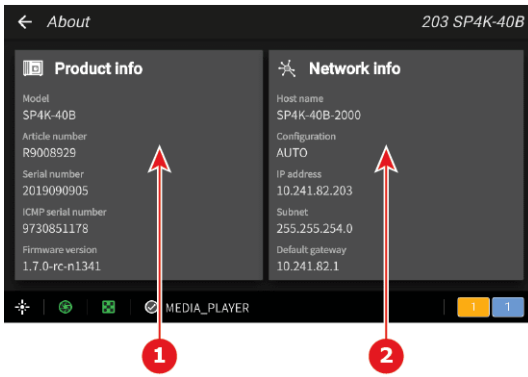 About
203 SP4K-40B
Product info
Model
SP4K-40B
Article number
R9008929
Serial number
2019090905
ICMP serial number
9730851178
Firmware version
1.7.0-rc-n1341
Network info
Host name
SP4K-40B-2000
Configuration
AUTO
IP address
10.241.82.203
Subnet
255.255.254.0
Default gateway
10.241.82.1
MEDIA_PLAYER
1
1
1
2